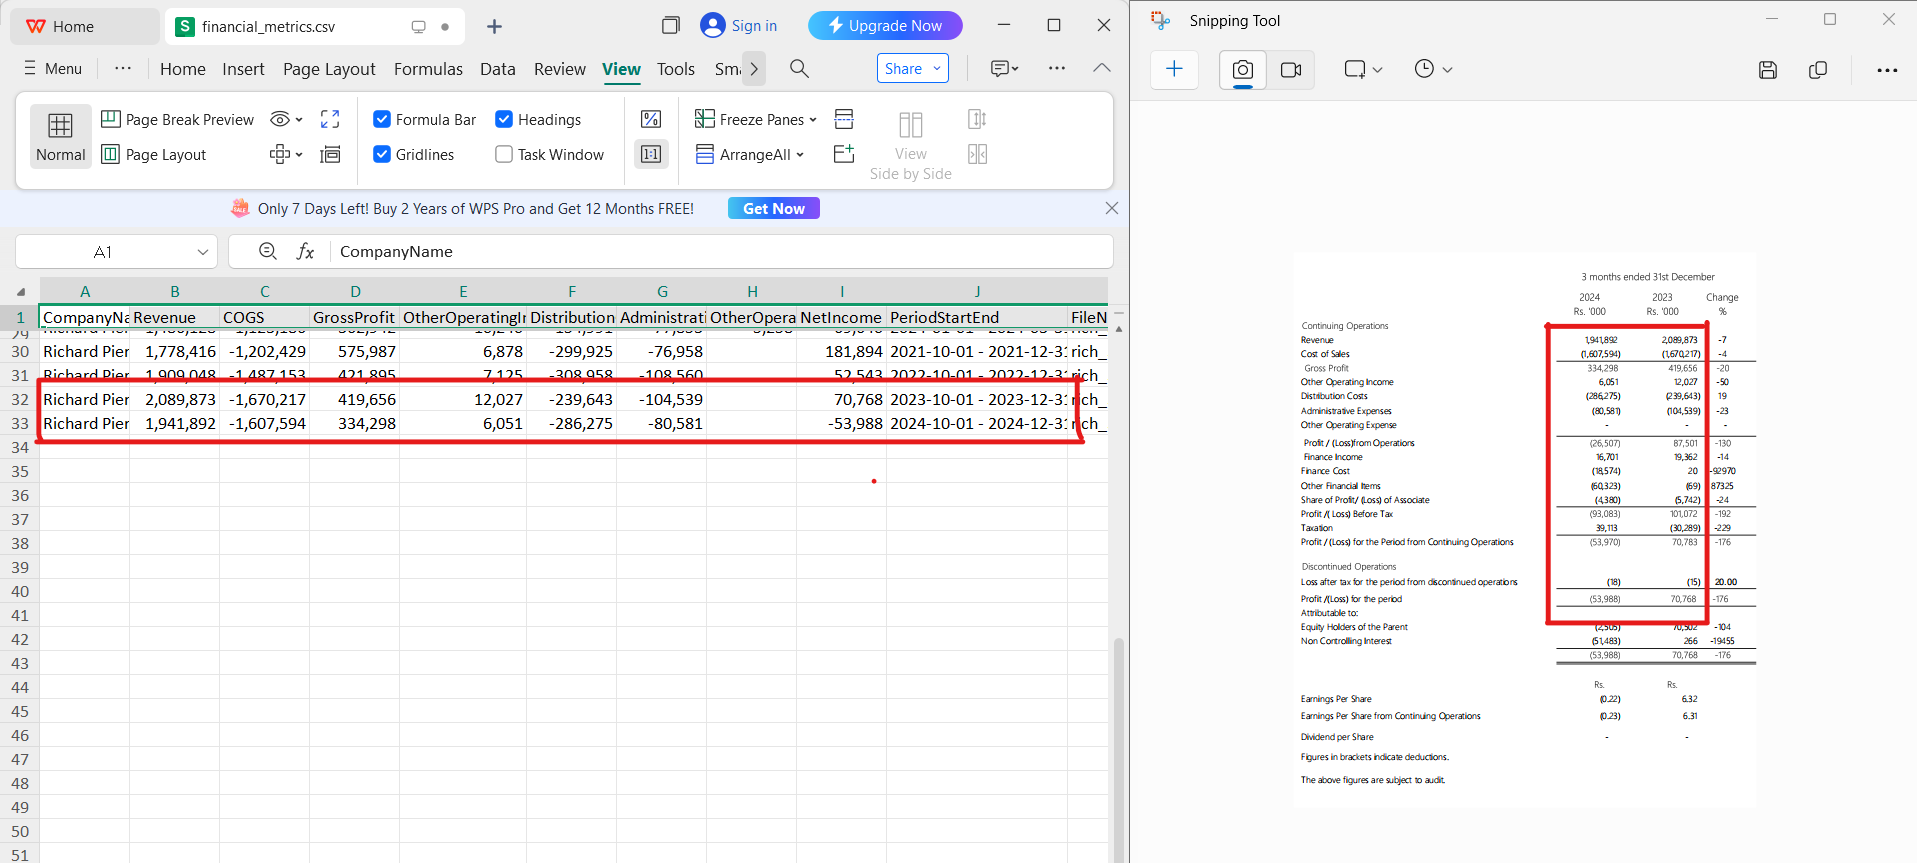 Home
financial_metrics.csv
Sign in
Upgrade Now
Menu
Home Insert Page Layout Formulas Data Review View Tools Sma
Share
Normal
Page Break Preview
Page Layout
Formula Bar Headings
Gridlines Task Window
1:1
Freeze Panes
ArrangeAll
View
Side by Side
Only 7 Days Left! Buy 2 Years of WPS Pro and Get 12 Months FREE!
Get Now
A1 fx CompanyName
A B C D E F G H I J
1 CompanyNa Revenue COGS GrossProfit OtherOperatingIn Distribution Administrati OtherOpera NetIncome PeriodStartEnd FileN
30 Richard Pier 1,778,416 -1,202,429 575,987 6,878 -299,925 -76,958 181,894 2021-10-01 - 2021-12-31 rich_
31 Richard Pier 1,909,048 -1,487,153 421,895 7,125 -308,958 -108,560 52,543 2022-10-01 - 2022-12-31 rich_
32 Richard Pier 2,089,873 -1,670,217 419,656 12,027 -239,643 -104,539 70,768 2023-10-01 - 2023-12-31 rich_
33 Richard Pier 1,941,892 -1,607,594 334,298 6,051 -286,275 -80,581 -53,988 2024-10-01 - 2024-12-31 rich_
34
35
36
37
38
39
40
41
42
43
44
45
46
47
48
49
50
51
Snipping Tool
3 months ended 31st December
2024 2023 Change
Rs. '000 Rs. '000 %
Continuing Operations
Revenue 1,941,892 2,089,873 -7
Cost of Sales (1,607,594) (1,670,217) -4
Gross Profit 334,298 419,656 -20
Other Operating Income 6,051 12,027 -50
Distribution Costs (286,275) (239,643) 19
Administrative Expenses (80,581) (104,539) -23
Other Operating Expense - - -
Profit / (Loss)from Operations (26,507) 87,501 -130
Finance Income 16,701 19,362 -14
Finance Cost (18,574) 20 -92970
Other Financial Items (60,323) (69) 87325
Share of Profit/ (Loss) of Associate (4,380) (5,742) -24
Profit /( Loss) Before Tax (93,083) 101,072 -192
Taxation 39,113 (30,289) -229
Profit / (Loss) for the Period from Continuing Operations (53,970) 70,783 -176
Discontinued Operations
Loss after tax for the period from discontinued operations (18) (15) 20.00
Profit /(Loss) for the period (53,988) 70,768 -176
Attributable to:
Equity Holders of the Parent (2,505) 70,502 -104
Non Controlling Interest (51,483) 266 -19455
(53,988) 70,768 -176
Rs. Rs.
Earnings Per Share (0.22) 6.32
Earnings Per Share from Continuing Operations (0.23) 6.31
Dividend per Share - -
Figures in brackets indicate deductions.
The above figures are subject to audit.